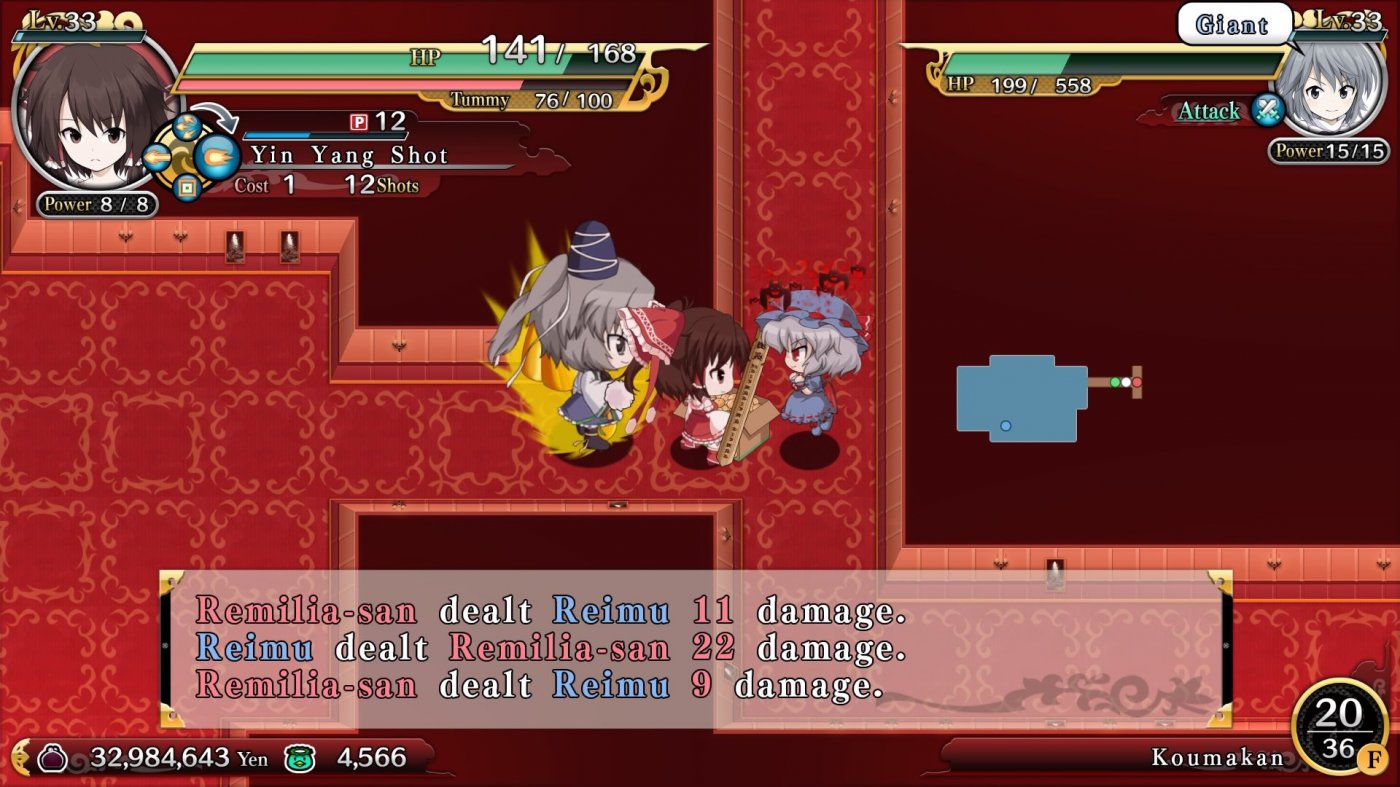 Lv.33
HP 141/ 168
Tummy 76/ 100
P 12
Yin Yang Shot
Cost 1 12Shots
Power 8 / 8
Giant
Lv.33
HP 199/ 558
Attack
Power 15/15
Remilia-san dealt Reimu 11 damage.
Reimu dealt Remilia-san 22 damage.
Remilia-san dealt Reimu 9 damage.
32,984,643 Yen 4,566
Koumakan
20
36 F